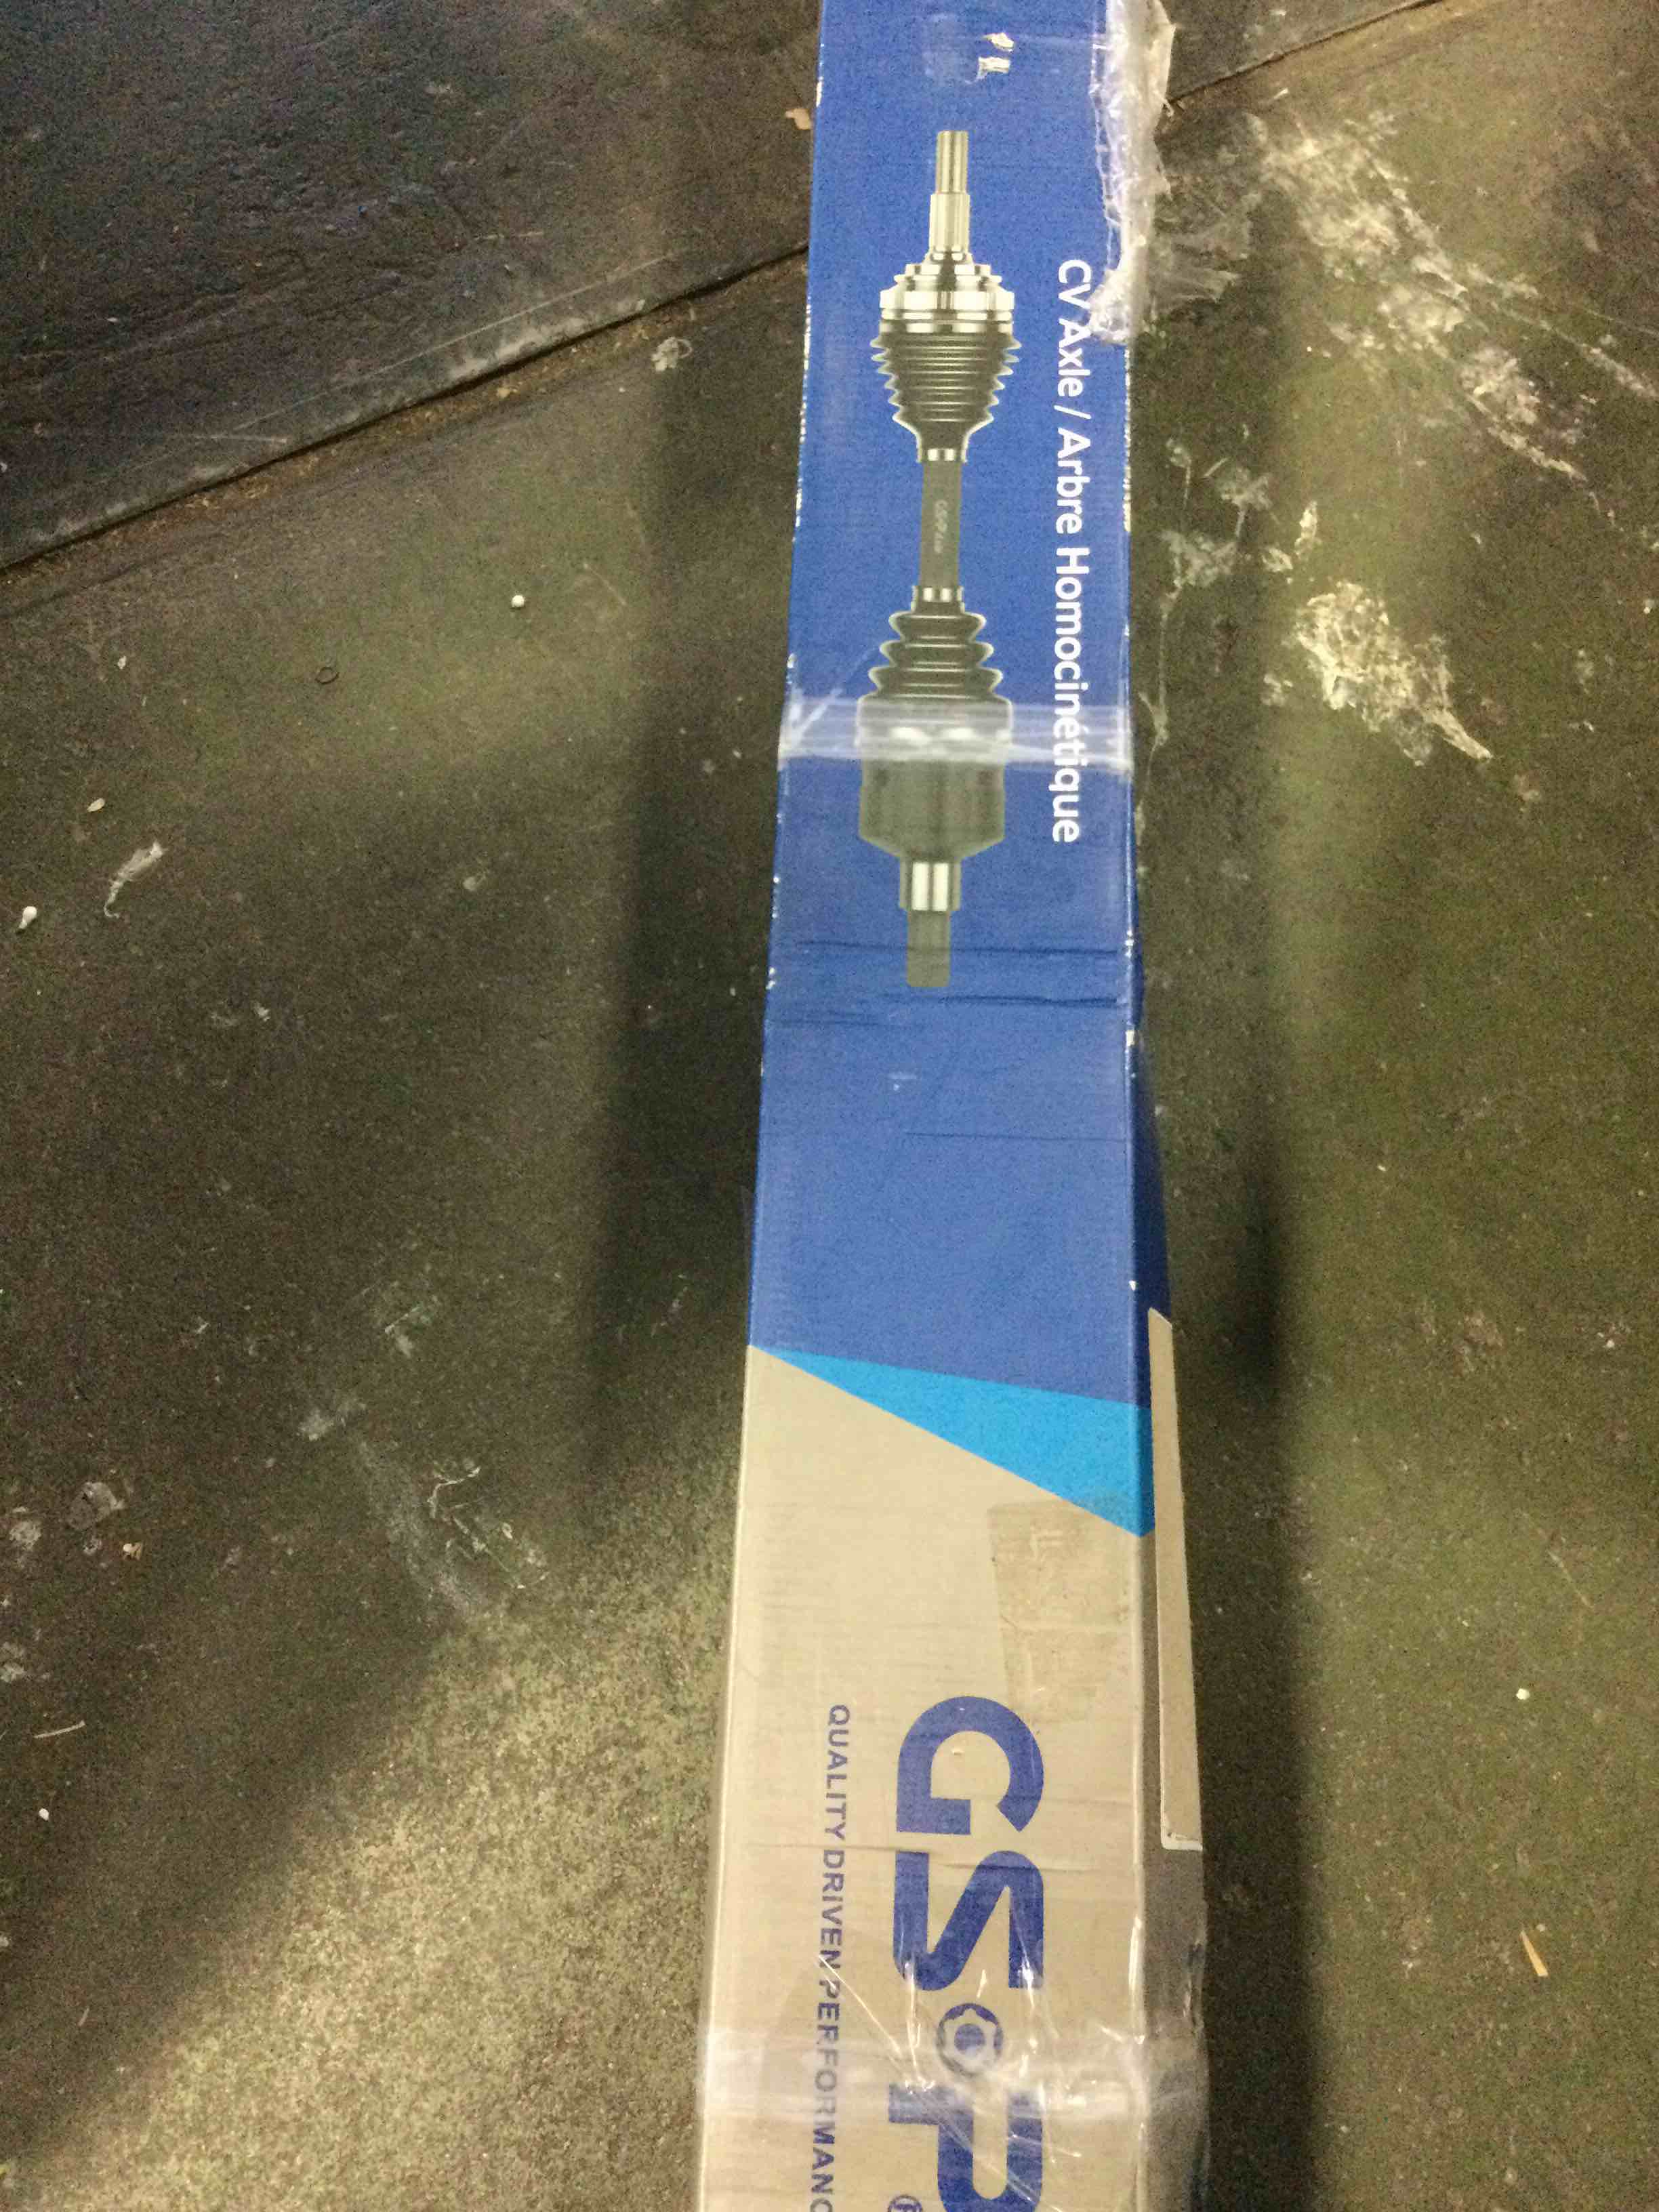 CV Axle / Arbre Homocinétique
GSP®
QUALITY DRIVEN PERFORMANC